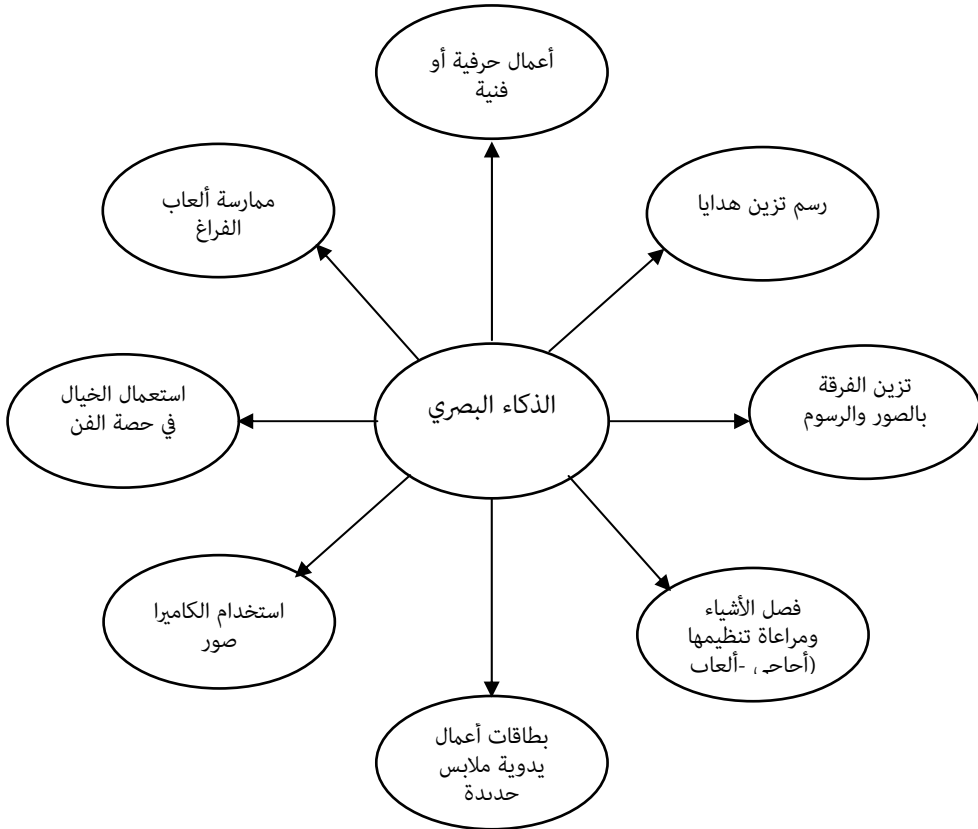 أعمال حرفية أو
فنية
رسم تزين هدايا
ممارسة ألعاب
الفراغ
تزين الفرقة
بالصور والرسوم
الذكاء البصري
استعمال الخيال
في حصة الفن
فصل الأشياء
ومراعاة تنظيمها
(أحاجي -ألعاب
استخدام الكاميرا
صور
بطاقات أعمال
يدوية ملابس
جديدة